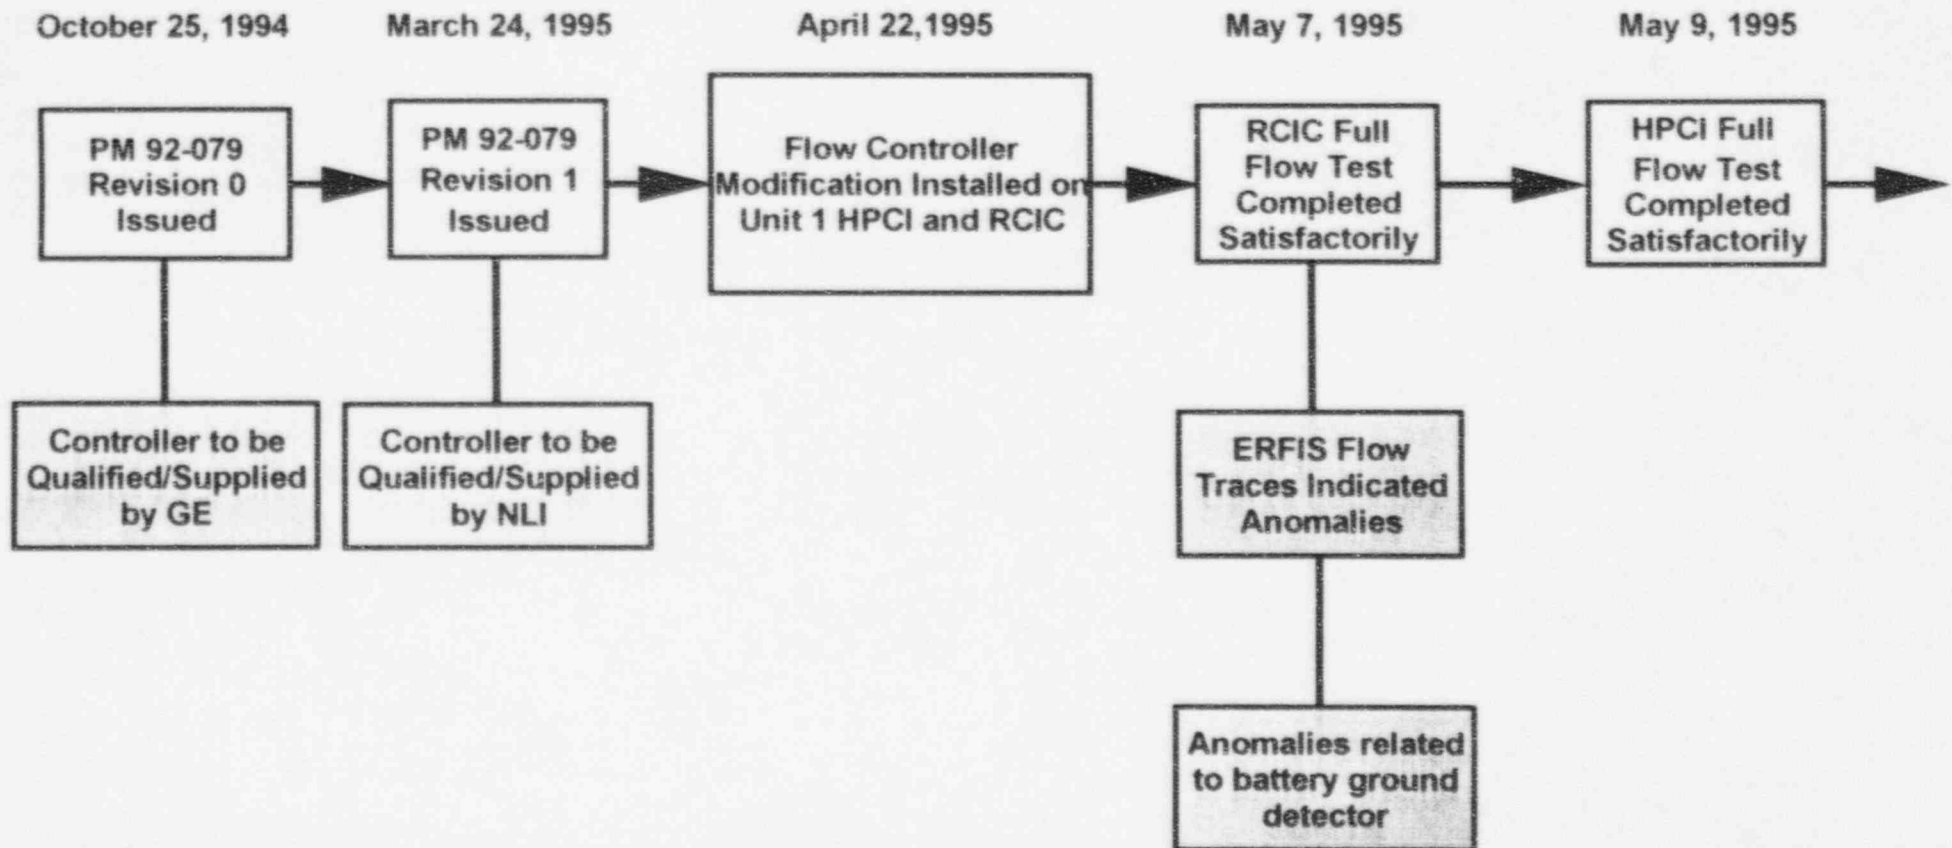 October 25, 1994
March 24, 1995
April 22,1995
May 7, 1995
May 9, 1995
PM 92-079
Revision 0
Issued
PM 92-079
Revision 1
Issued
Flow Controller
Modification Installed on
Unit 1 HPCI and RCIC
RCIC Full
Flow Test
Completed
Satisfactorily
HPCI Full
Flow Test
Completed
Satisfactorily
Controller to be
Qualified/Supplied
by GE
Controller to be
Qualified/Supplied
by NLI
ERFIS Flow
Traces Indicated
Anomalies
Anomalies related
to battery ground
detector